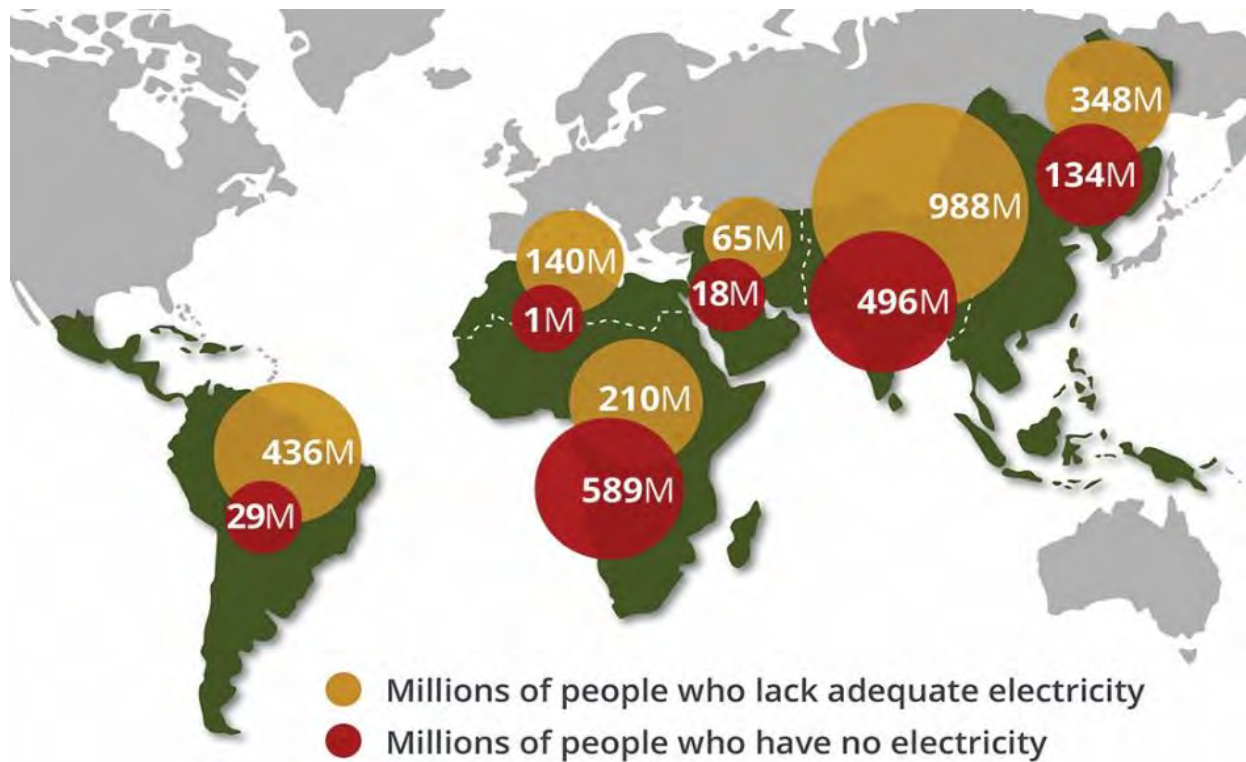 348M
134M
988M
65M
140M
18M
496M
1M
210M
436M
589M
29M
Millions of people who lack adequate electricity
Millions of people who have no electricity